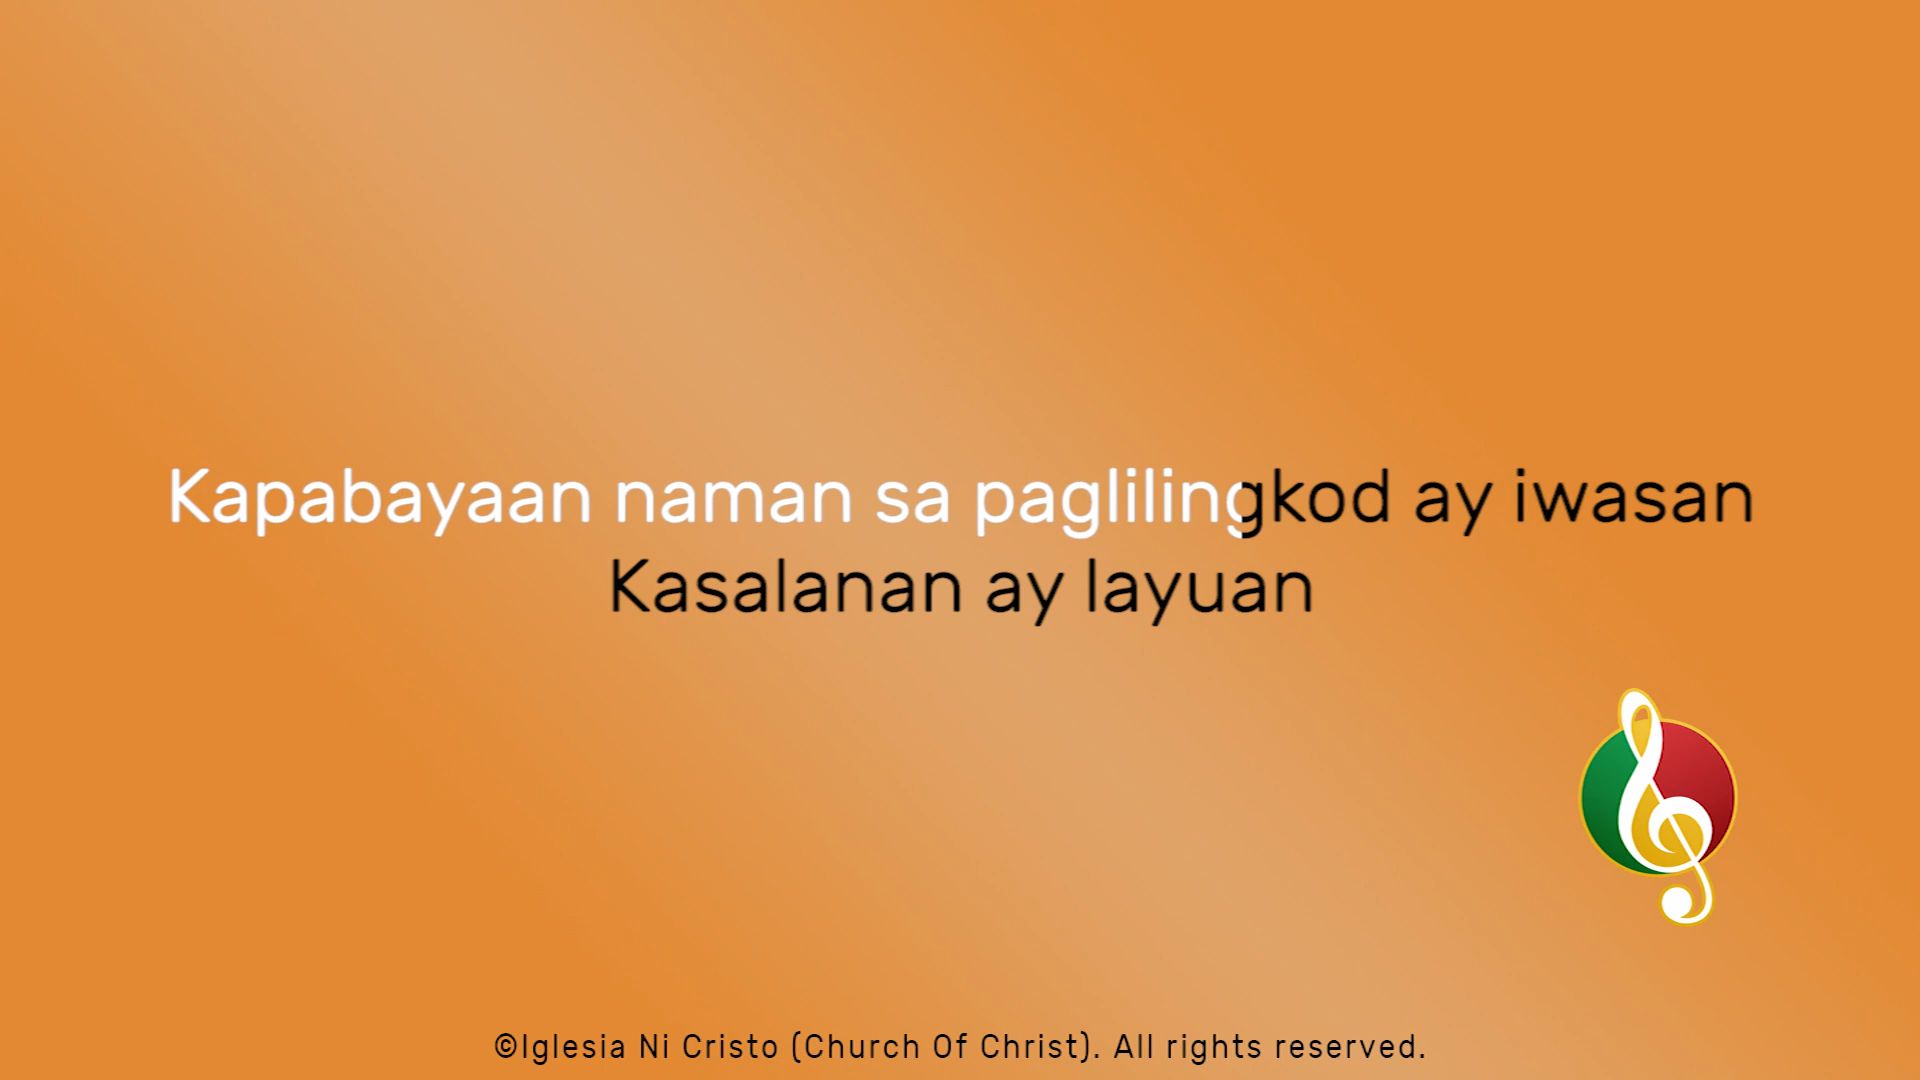 Kapabayaan naman sa paglilingkod ay iwasan
Kasalanan ay layuan
©Iglesia Ni Cristo (Church Of Christ). All rights reserved.